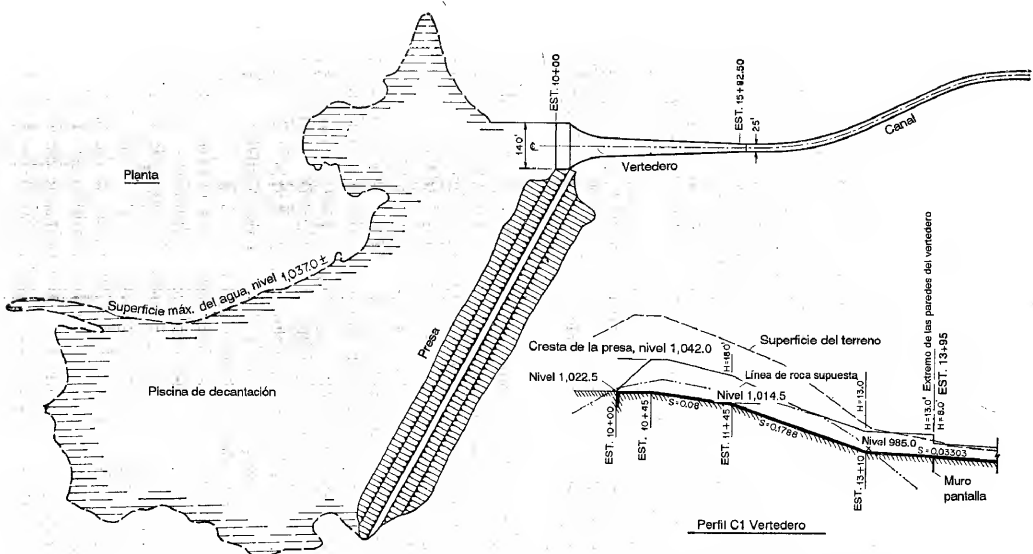 EST. 10+00
EST. 15+82.50
140'
25'
Canal
Vertedero
Planta
Superficie máx. del agua, nivel 1,037.0 ±
Presa
Piscina de decantación
Cresta de la presa, nivel 1,042.0
Superficie del terreno
Línea de roca supuesta
Nivel 1,022.5
Nivel 1,014.5
Nivel 985.0
H=18.0'
H=13.0'
H=13.0' Extremo de las paredes del vertedero
H=8.0' EST. 13+95
S=0.08
S=0.1788
S=0.03303
EST. 10+00
EST. 10+45
EST. 11+45
EST. 13+10
Muro
pantalla
Perfil C1 Vertedero